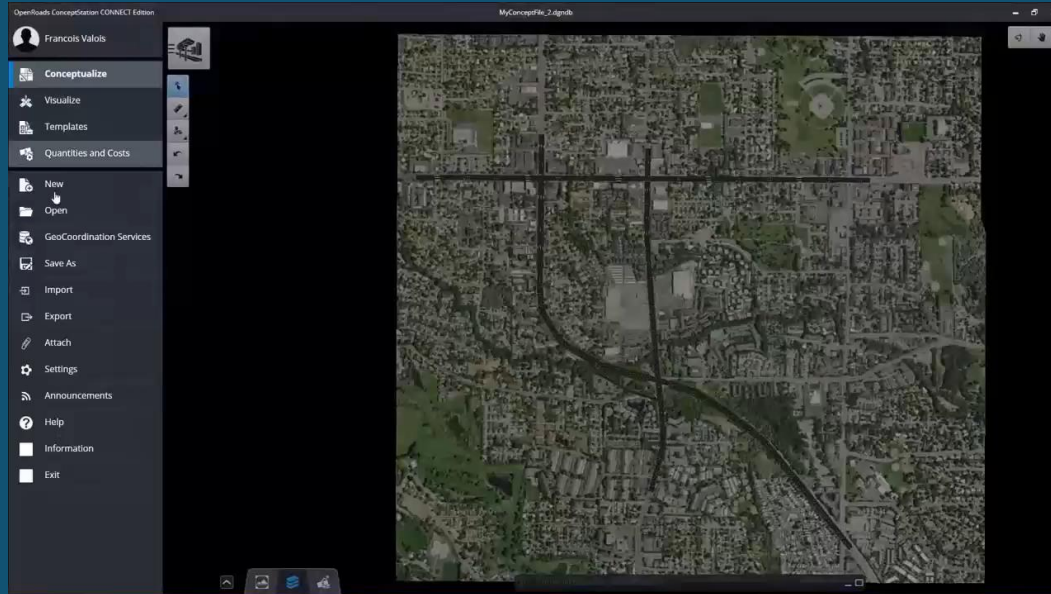 OpenRoads ConceptStation CONNECT Edition
MyConceptFile_2.dgndb
Francois Valois
Conceptualize
Visualize
Templates
Quantities and Costs
New
Open
GeoCoordination Services
Save As
Import
Export
Attach
Settings
Announcements
Help
Information
Exit